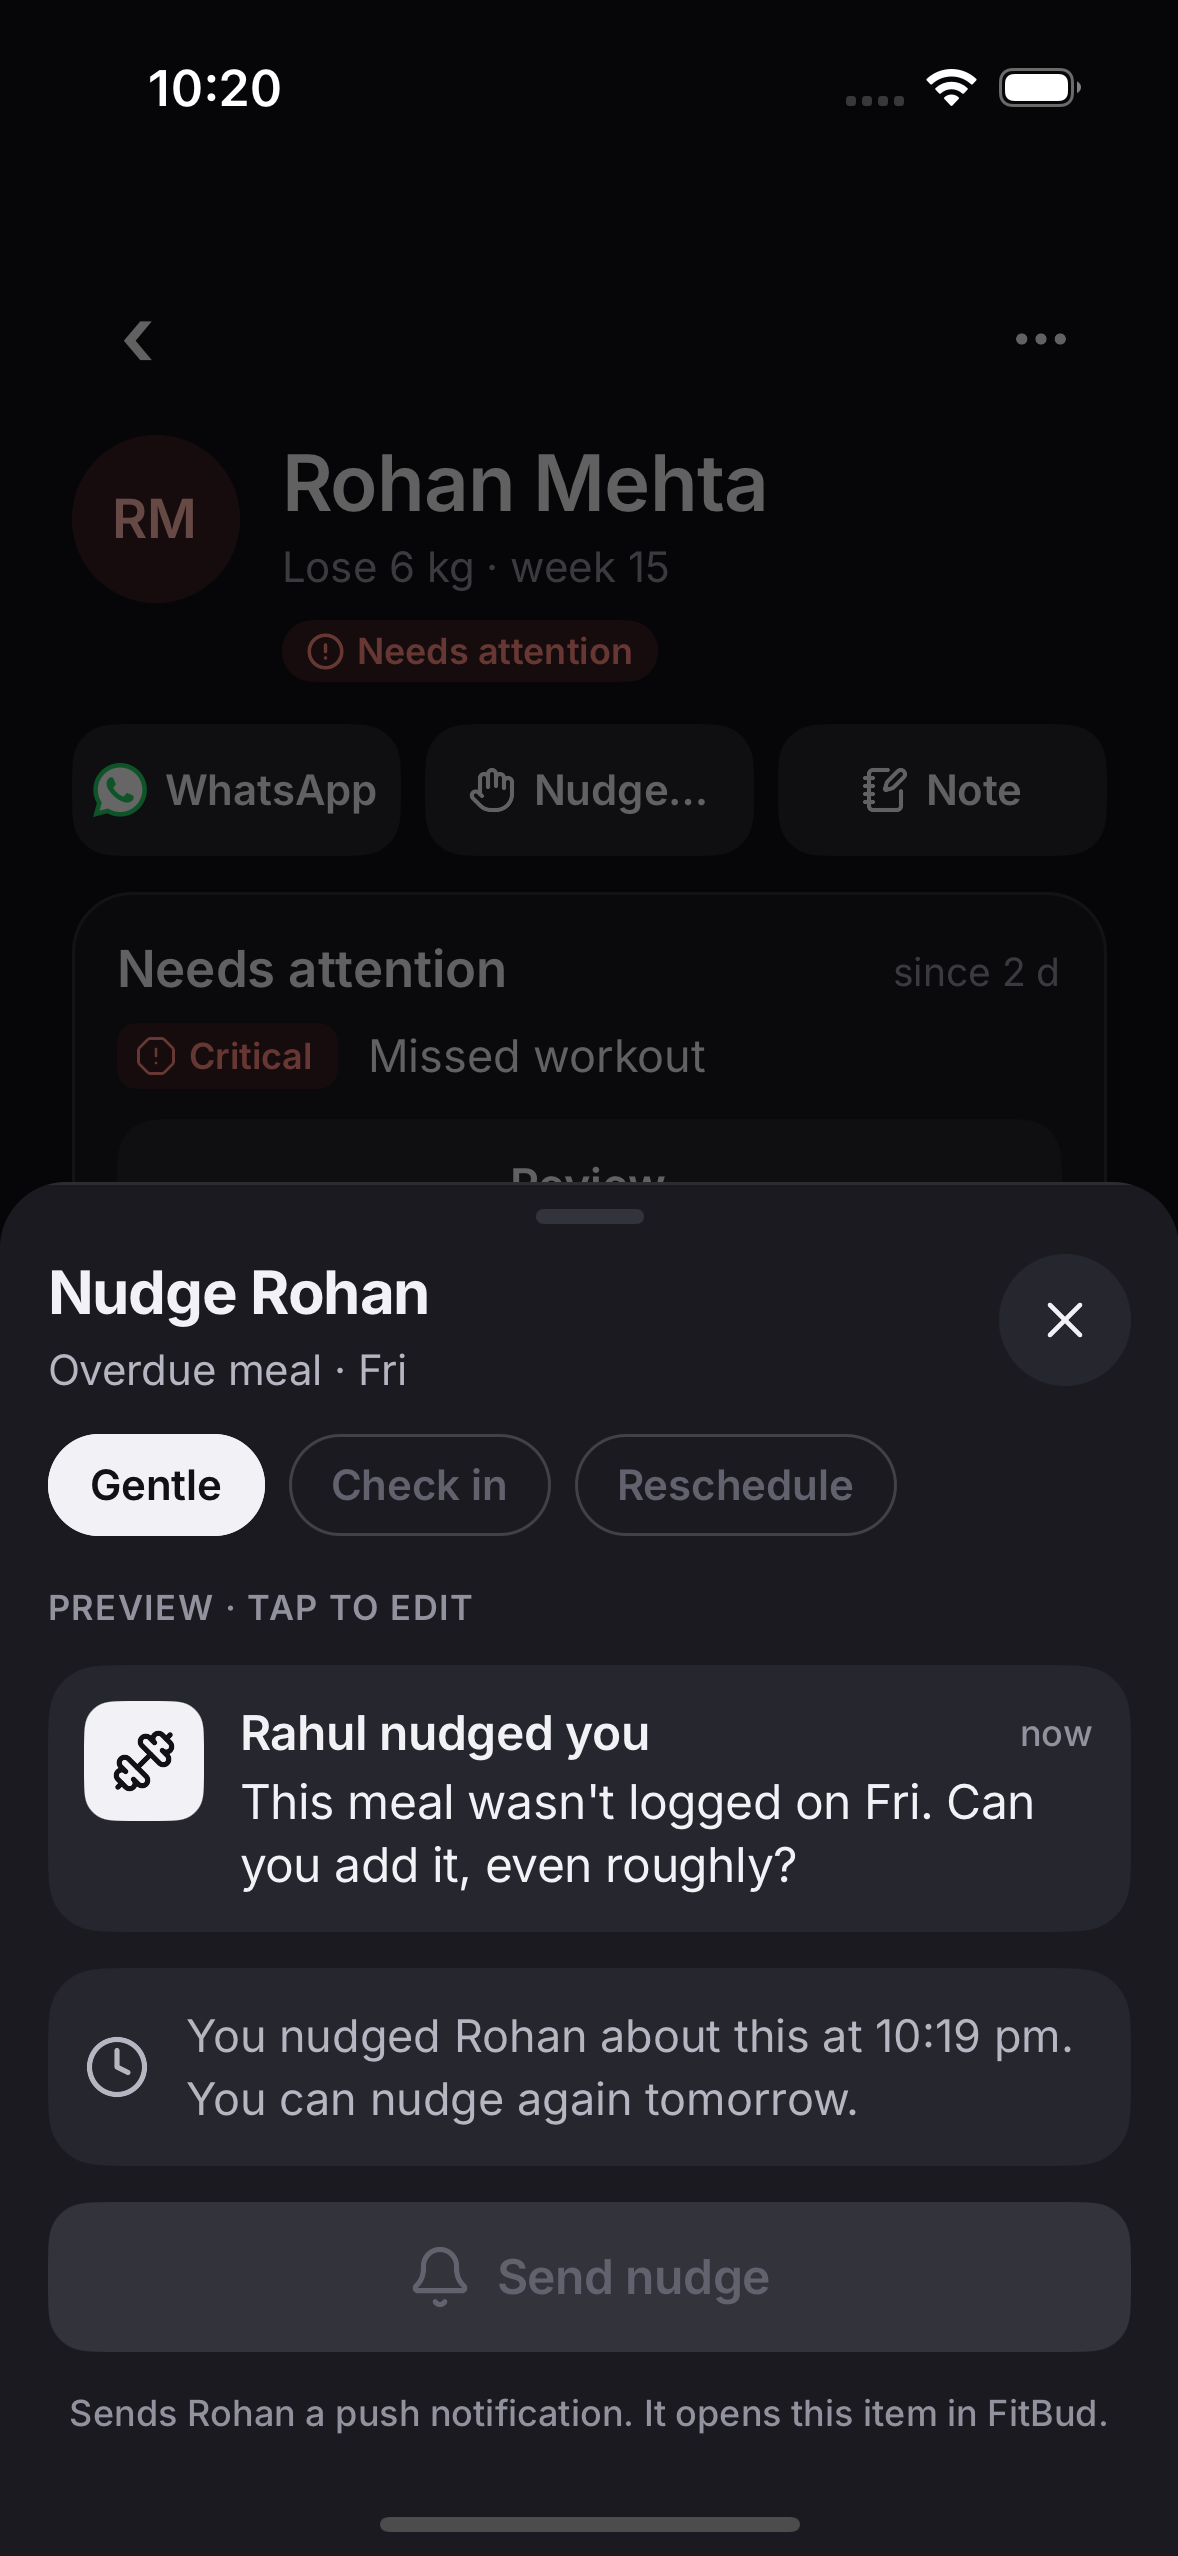 10:20
RM
Rohan Mehta
Lose 6 kg · week 15
Needs attention
WhatsApp
Nudge...
Note
Needs attention
since 2 d
Critical
Missed workout
Review
Nudge Rohan
Overdue meal · Fri
Gentle
Check in
Reschedule
PREVIEW · TAP TO EDIT
Rahul nudged you
now
This meal wasn't logged on Fri. Can
you add it, even roughly?
You nudged Rohan about this at 10:19 pm.
You can nudge again tomorrow.
Send nudge
Sends Rohan a push notification. It opens this item in FitBud.